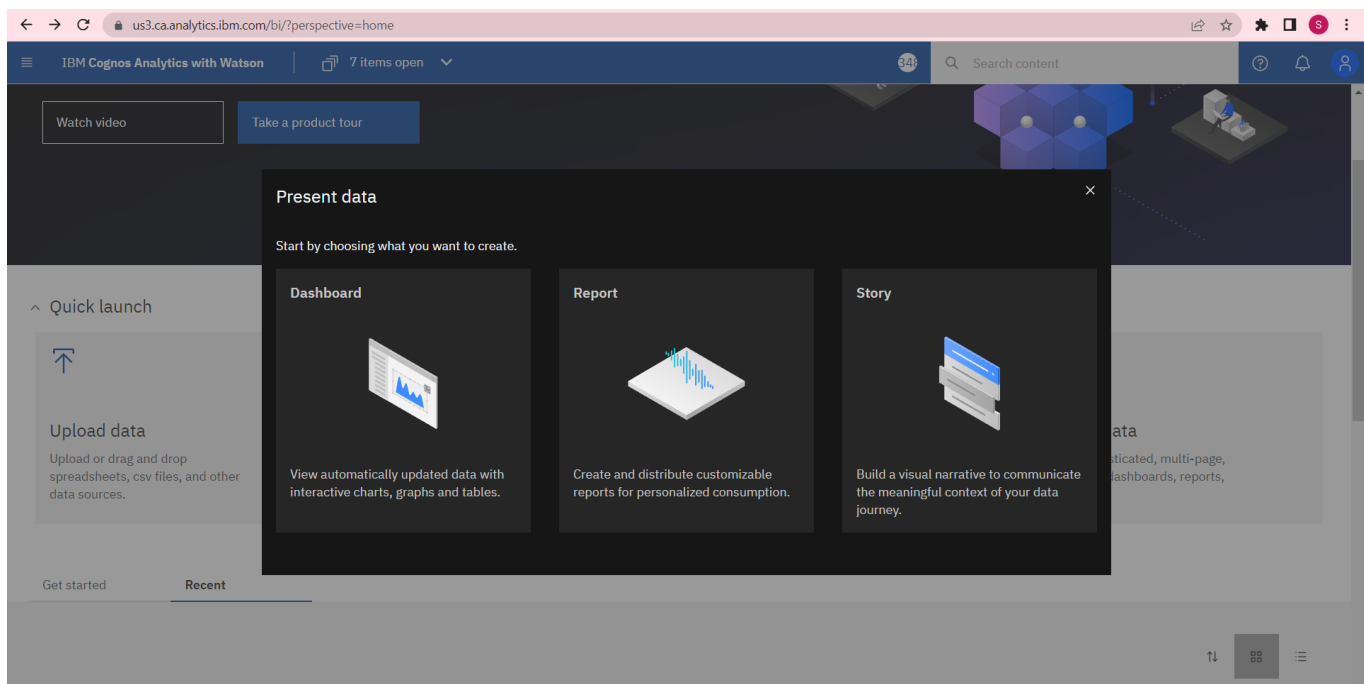 us3.ca.analytics.ibm.com/bi/?perspective=home
S
IBM Cognos Analytics with Watson
7 items open
348
Search content
Watch video
Take a product tour
Present data
Start by choosing what you want to create.
Dashboard
View automatically updated data with
interactive charts, graphs and tables.
Report
Create and distribute customizable
reports for personalized consumption.
Story
Build a visual narrative to communicate
the meaningful context of your data
journey.
Quick launch
Upload data
Upload or drag and drop
spreadsheets, csv files, and other
data sources.
ata
sticated, multi-page,
dashboards, reports,
Get started
Recent